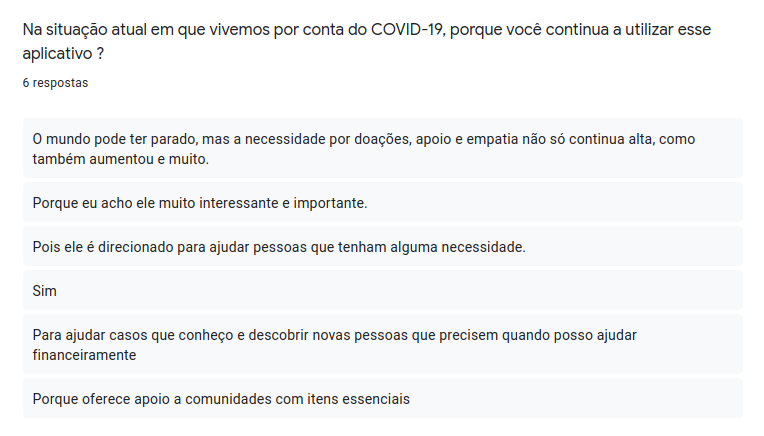 Na situação atual em que vivemos por conta do COVID-19, porque você continua a utilizar esse
aplicativo ?
6 respostas
O mundo pode ter parado, mas a necessidade por doações, apoio e empatia não só continua alta, como
também aumentou e muito.
Porque eu acho ele muito interessante e importante.
Pois ele é direcionado para ajudar pessoas que tenham alguma necessidade.
Sim
Para ajudar casos que conheço e descobrir novas pessoas que precisem quando posso ajudar
financeiramente
Porque oferece apoio a comunidades com itens essenciais